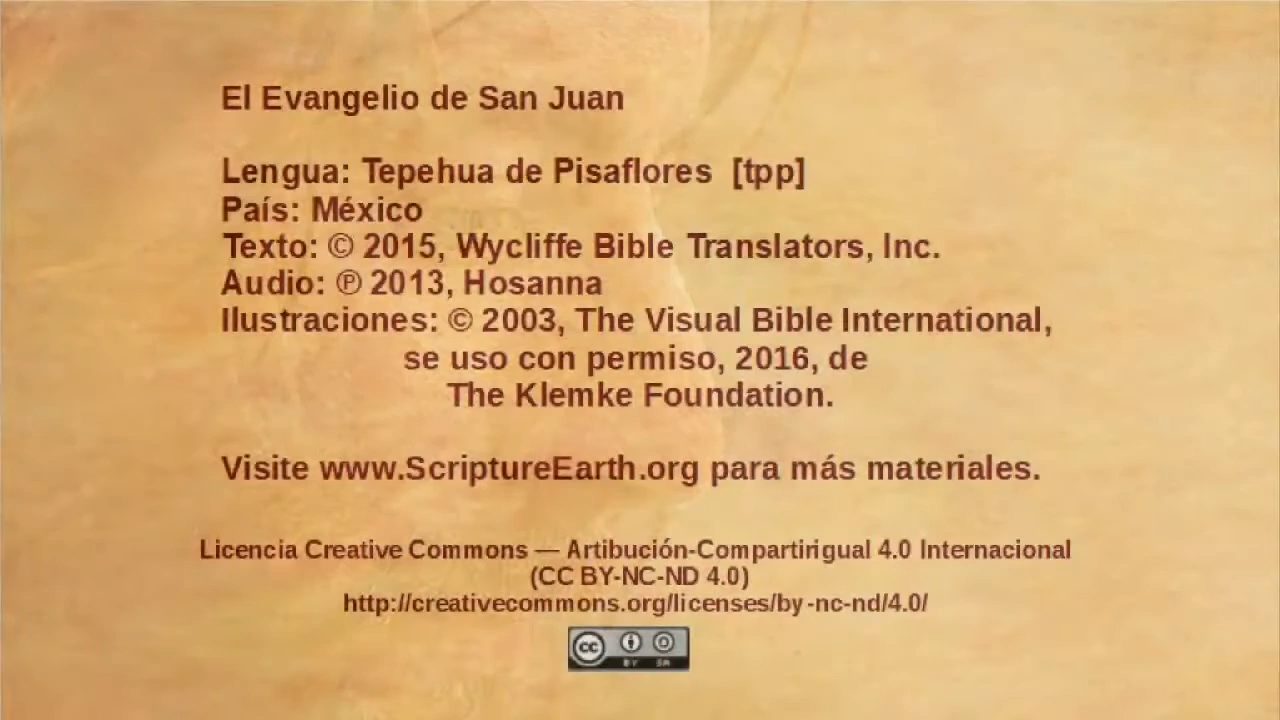 El Evangelio de San Juan
Lengua: Tepehua de Pisaflores [tpp]
País: México
Texto: © 2015, Wycliffe Bible Translators, Inc.
Audio: ℗ 2013, Hosanna
Ilustraciones: © 2003, The Visual Bible International,
se uso con permiso, 2016, de
The Klemke Foundation.
Visite www.ScriptureEarth.org para más materiales.
Licencia Creative Commons — Artibución-Compartirigual 4.0 Internacional
(CC BY-NC-ND 4.0)
http://creativecommons.org/licenses/by-nc-nd/4.0/
cc
BY SA